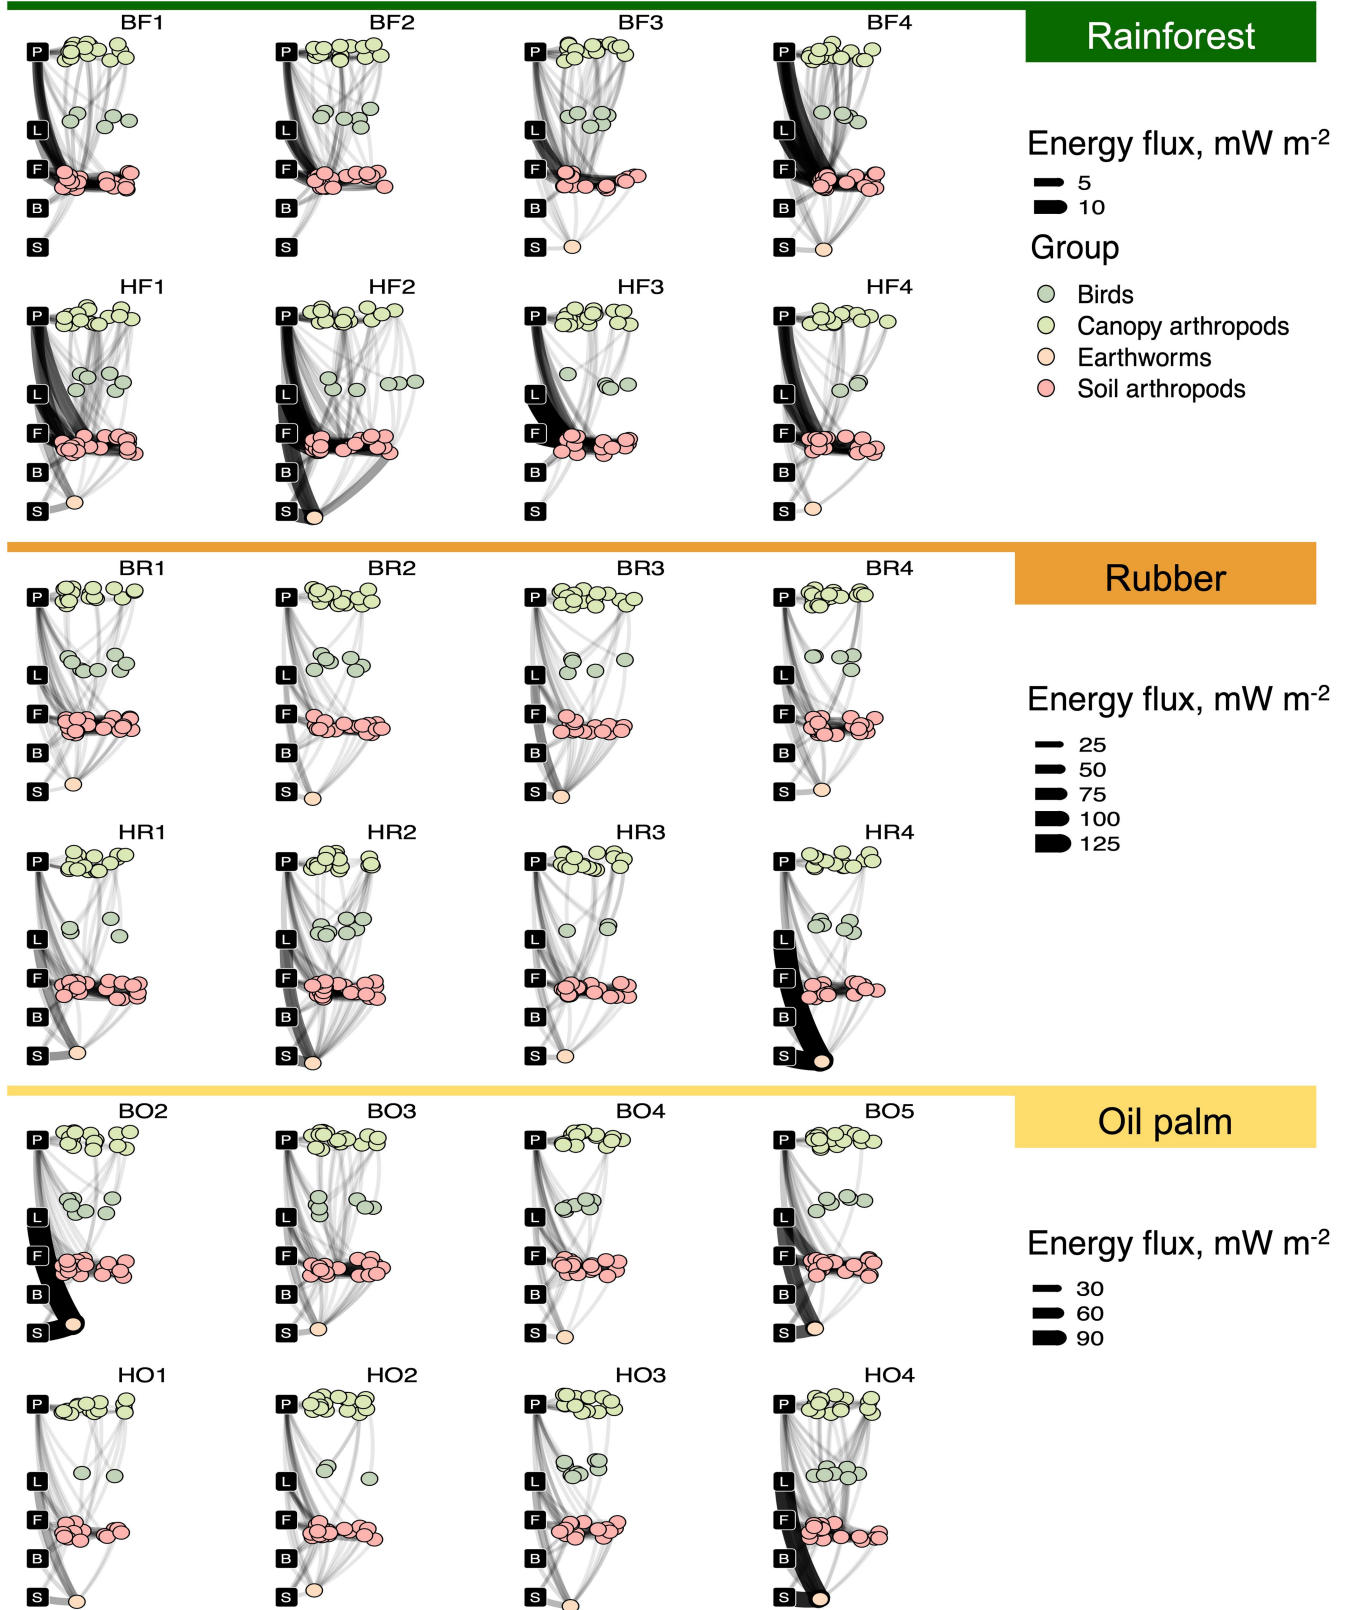 BF1 BF2 BF3 BF4
Rainforest
P P P P
L L L L
F F F F
B B B B
S S S S
Energy flux, mW m-2
5
10
Group
Birds
Canopy arthropods
Earthworms
Soil arthropods
HF1 HF2 HF3 HF4
P P P P
L L L L
F F F F
B B B B
S S S S
Rubber
BR1 BR2 BR3 BR4
P P P P
L L L L
F F F F
B B B B
S S S S
Energy flux, mW m-2
25
50
75
100
125
HR1 HR2 HR3 HR4
P P P P
L L L L
F F F F
B B B B
S S S S
Oil palm
BO2 BO3 BO4 BO5
P P P P
L L L L
F F F F
B B B B
S S S S
Energy flux, mW m-2
30
60
90
HO1 HO2 HO3 HO4
P P P P
L L L L
F F F F
B B B B
S S S S